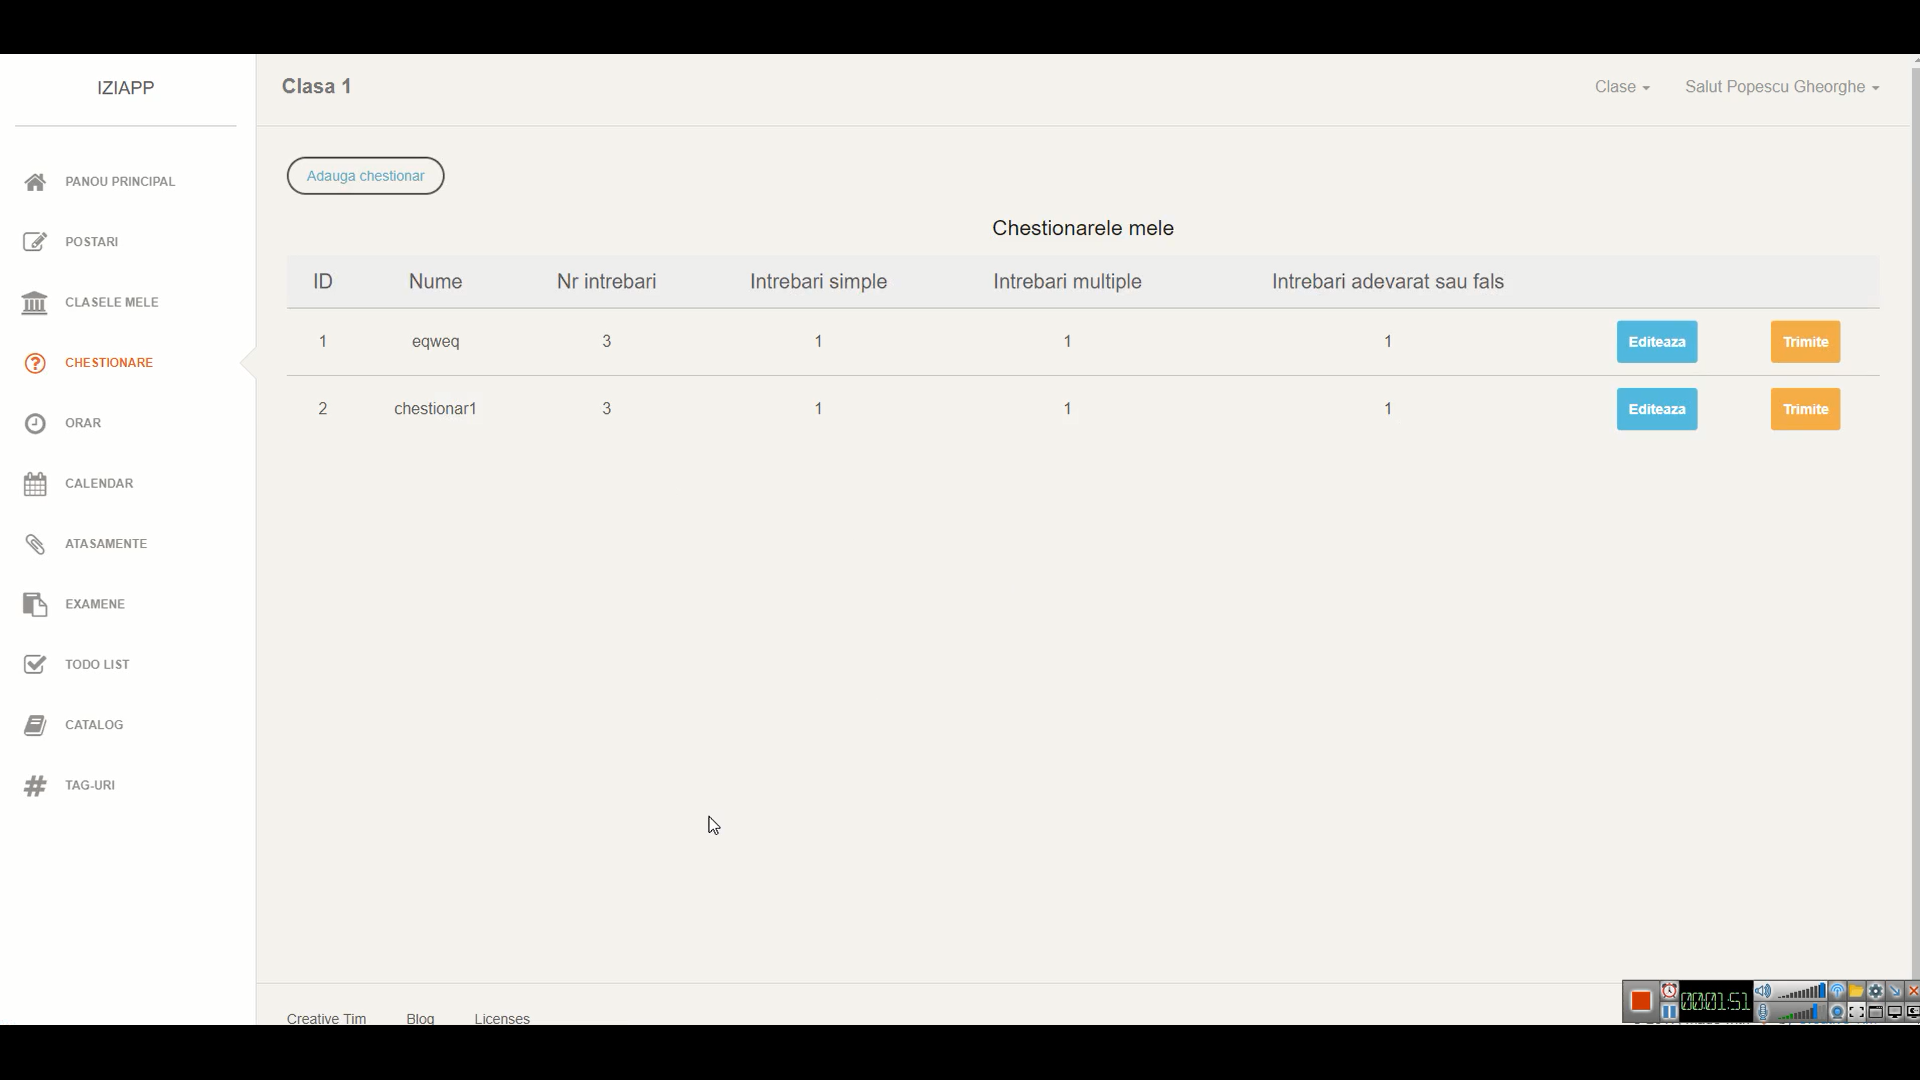 IZIAPP
Clasa 1
Clase
Salut Popescu Gheorghe
PANOU PRINCIPAL
POSTARI
CLASELE MELE
CHESTIONARE
ORAR
CALENDAR
ATASAMENTE
EXAMENE
TODO LIST
CATALOG
TAG-URI
Adauga chestionar
Chestionarele mele
ID Nume Nr intrebari Intrebari simple Intrebari multiple Intrebari adevarat sau fals
1 eqweq 3 1 1 1 Editeaza Trimite
2 chestionar1 3 1 1 1 Editeaza Trimite
Creative Tim Blog Licenses
00:01:51